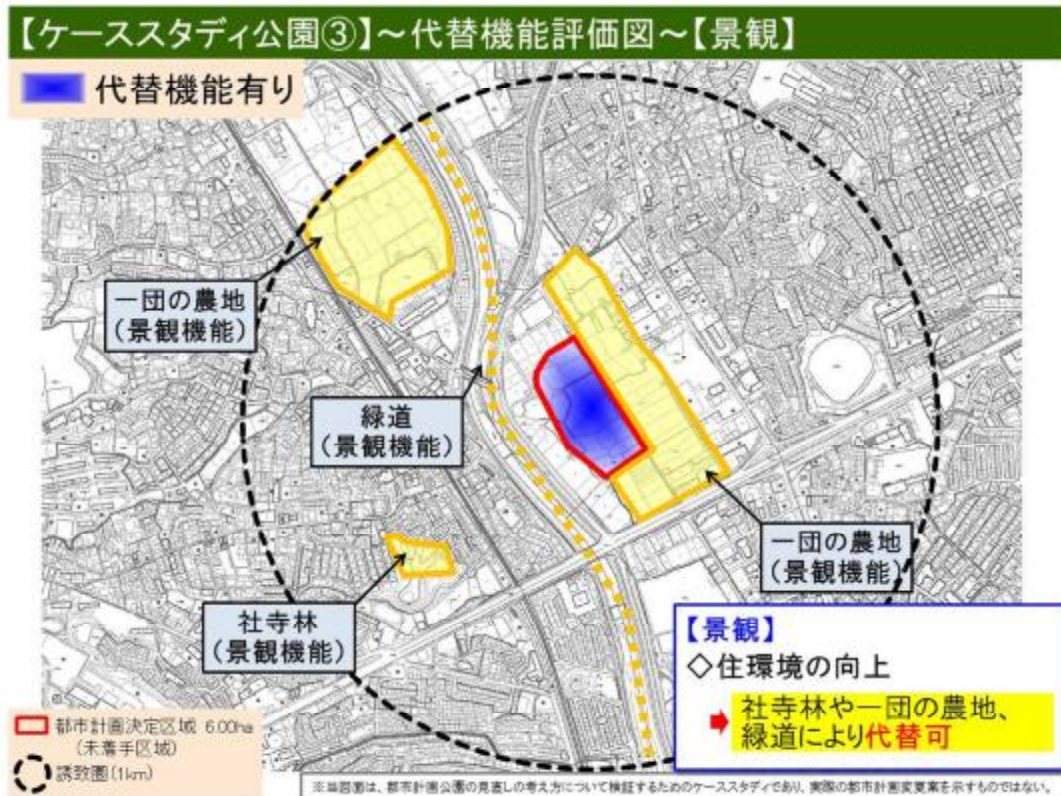 【ケーススタディ公園③】～代替機能評価図～【景観】
代替機能有り
一団の農地
（景観機能）
緑道
（景観機能）
一団の農地
（景観機能）
社寺林
（景観機能）
【景観】
◇住環境の向上
社寺林や一団の農地、
緑道により代替可
都市計画決定区域 6.00ha
（未着手区域）
誘致圏(1km)
※当図面は、都市計画公園の見直しの考え方について検証するためのケーススタディであり、実際の都市計画変更案を示すものではない。